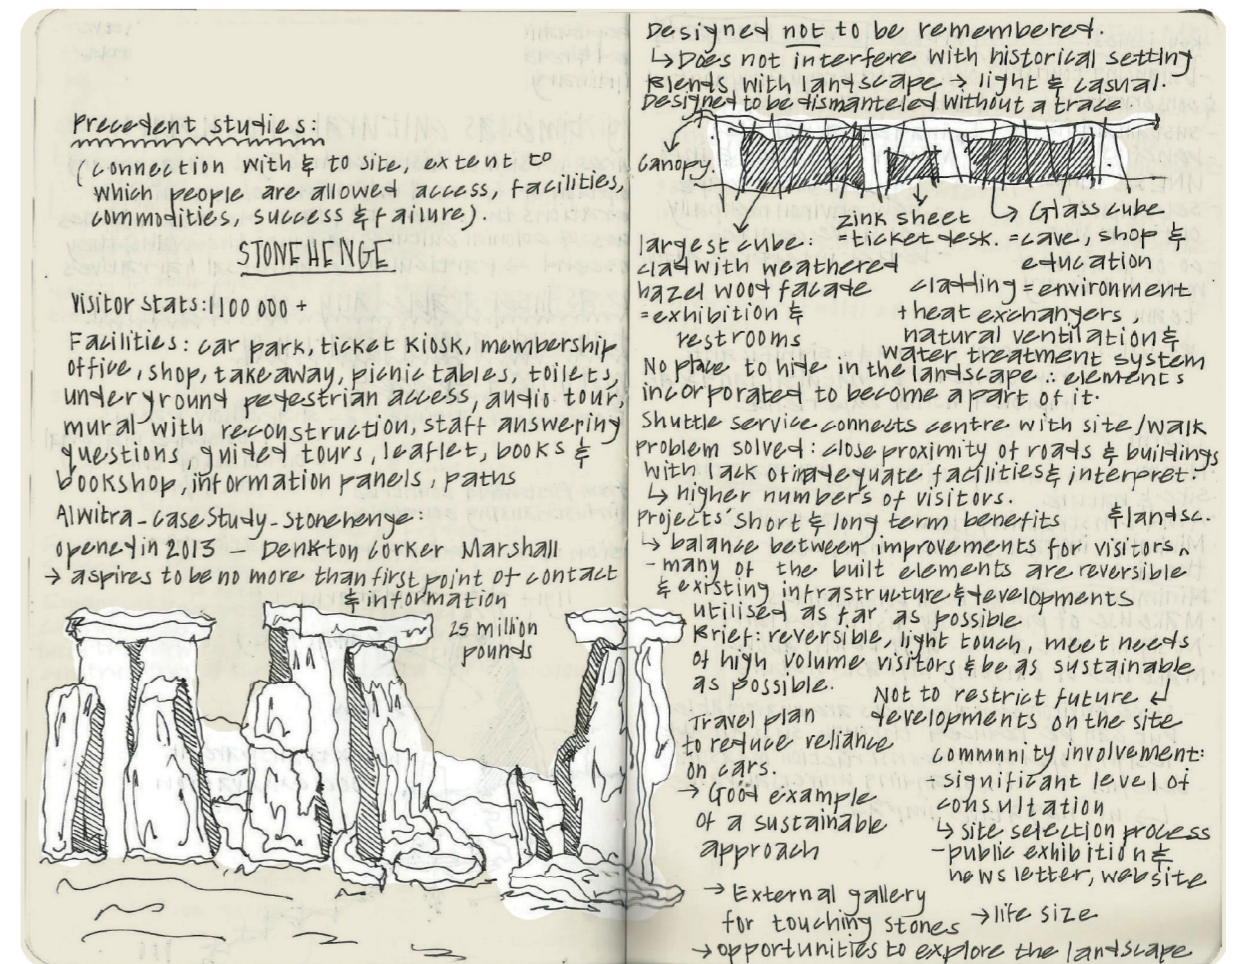 Precedent studies:
(connection with & to site, extent to
which people are allowed access, facilities,
commodities, success & failure).
STONEHENGE
Visitor stats: 1100 000 +
Facilities: car park, ticket kiosk, membership
office, shop, takeaway, picnic tables, toilets,
underground pedestrian access, audio tour,
mural with reconstruction, staff answering
questions, guided tours, leaflet, books &
bookshop, information panels, paths
Alwitra_Case Study_Stonehenge:
opened in 2013 – Denkton Corker Marshall
→ aspires to be no more than first point of contact
& information
25 million
pounds
Designed not to be remembered.
↳ Does not interfere with historical setting
Blends with landscape → light & casual.
Designed to be dismanteled without a trace
Canopy.
zink sheet
= ticket desk.
↳ Glass cube
= cave, shop &
education
largest cube:
clad with weathered
hazel wood facade
= exhibition &
restrooms
cladding = environment
+ heat exchangers,
natural ventilation &
water treatment system
No place to hide in the landscape ∴ elements
incorporated to become a part of it.
Shuttle service connects centre with site/walk
Problem solved: close proximity of roads & buildings
with lack of inadequate facilities & interpret.
↳ higher number's of visitors.
Projects' short & long term benefits
→ balance between improvements for visitors ^ & landsc.
- many of the built elements are reversible
& existing infrastructure & developments
utilised as far as possible
Brief: reversible, light touch, meet needs
of high volume visitors & be as sustainable
as possible.
Not to restrict future ↲
developments on the site
Travel plan
to reduce reliance
on cars.
→ Good example
of a sustainable
approach
community involvement:
significant level of
consultation
↳ site selection process
- public exhibition &
newsletter, website
→ External gallery
for touching stones
→ life size
→ opportunities to explore the landscape